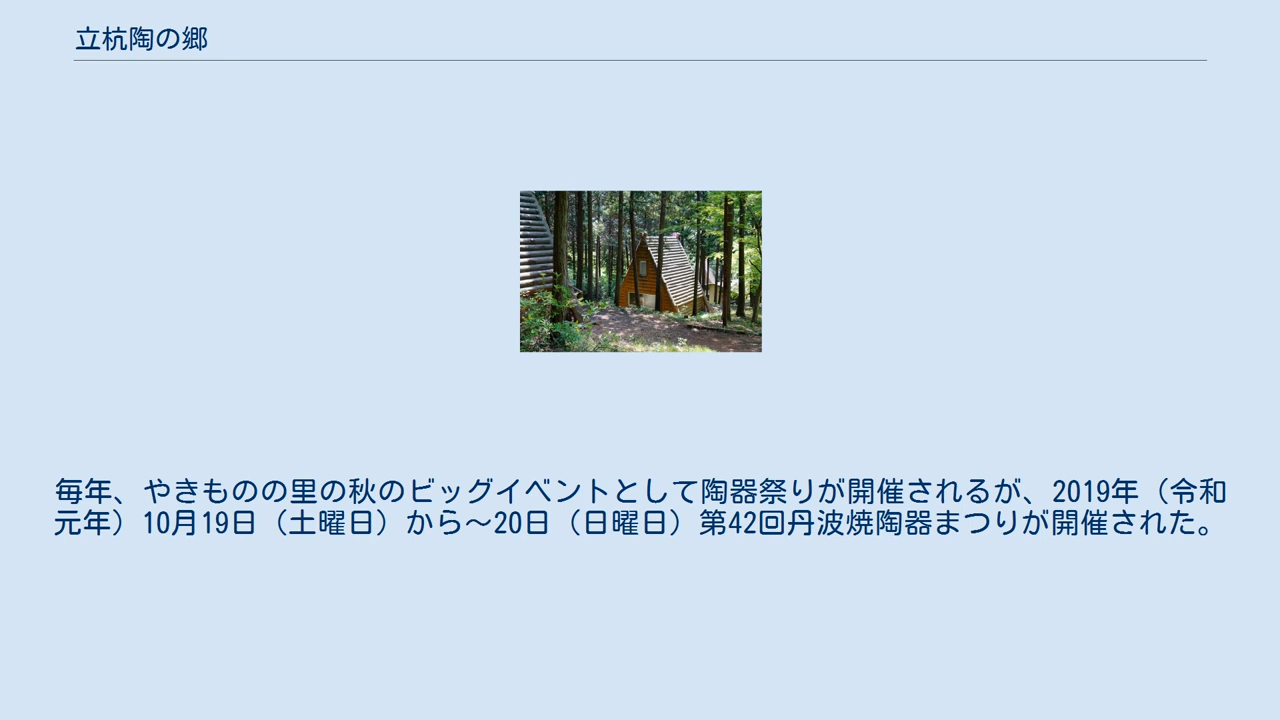 立杭陶の郷
毎年、やきものの里の秋のビッグイベントとして陶器祭りが開催されるが、2019年（令和
元年）10月19日（土曜日）から～20日（日曜日）第42回丹波焼陶器まつりが開催された。